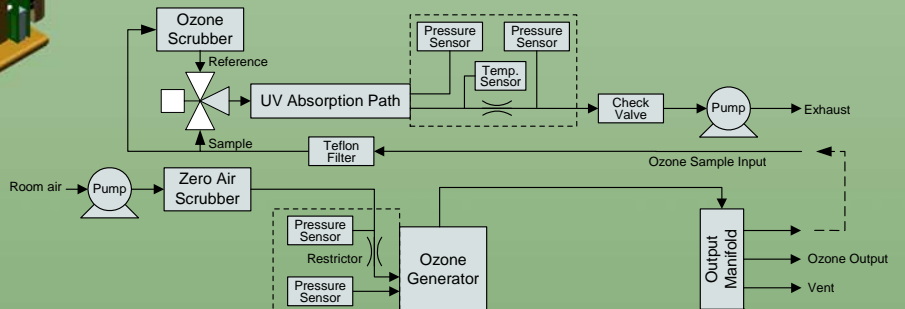 Ozone
Scrubber
Reference
Pressure
Sensor
Pressure
Sensor
Temp.
Sensor
UV Absorption Path
Check
Valve
Pump
Exhaust
Sample
Teflon
Filter
Ozone Sample Input
Room air
Pump
Zero Air
Scrubber
Pressure
Sensor
Restrictor
Pressure
Sensor
Ozone
Generator
Output
Manifold
Ozone Output
Vent